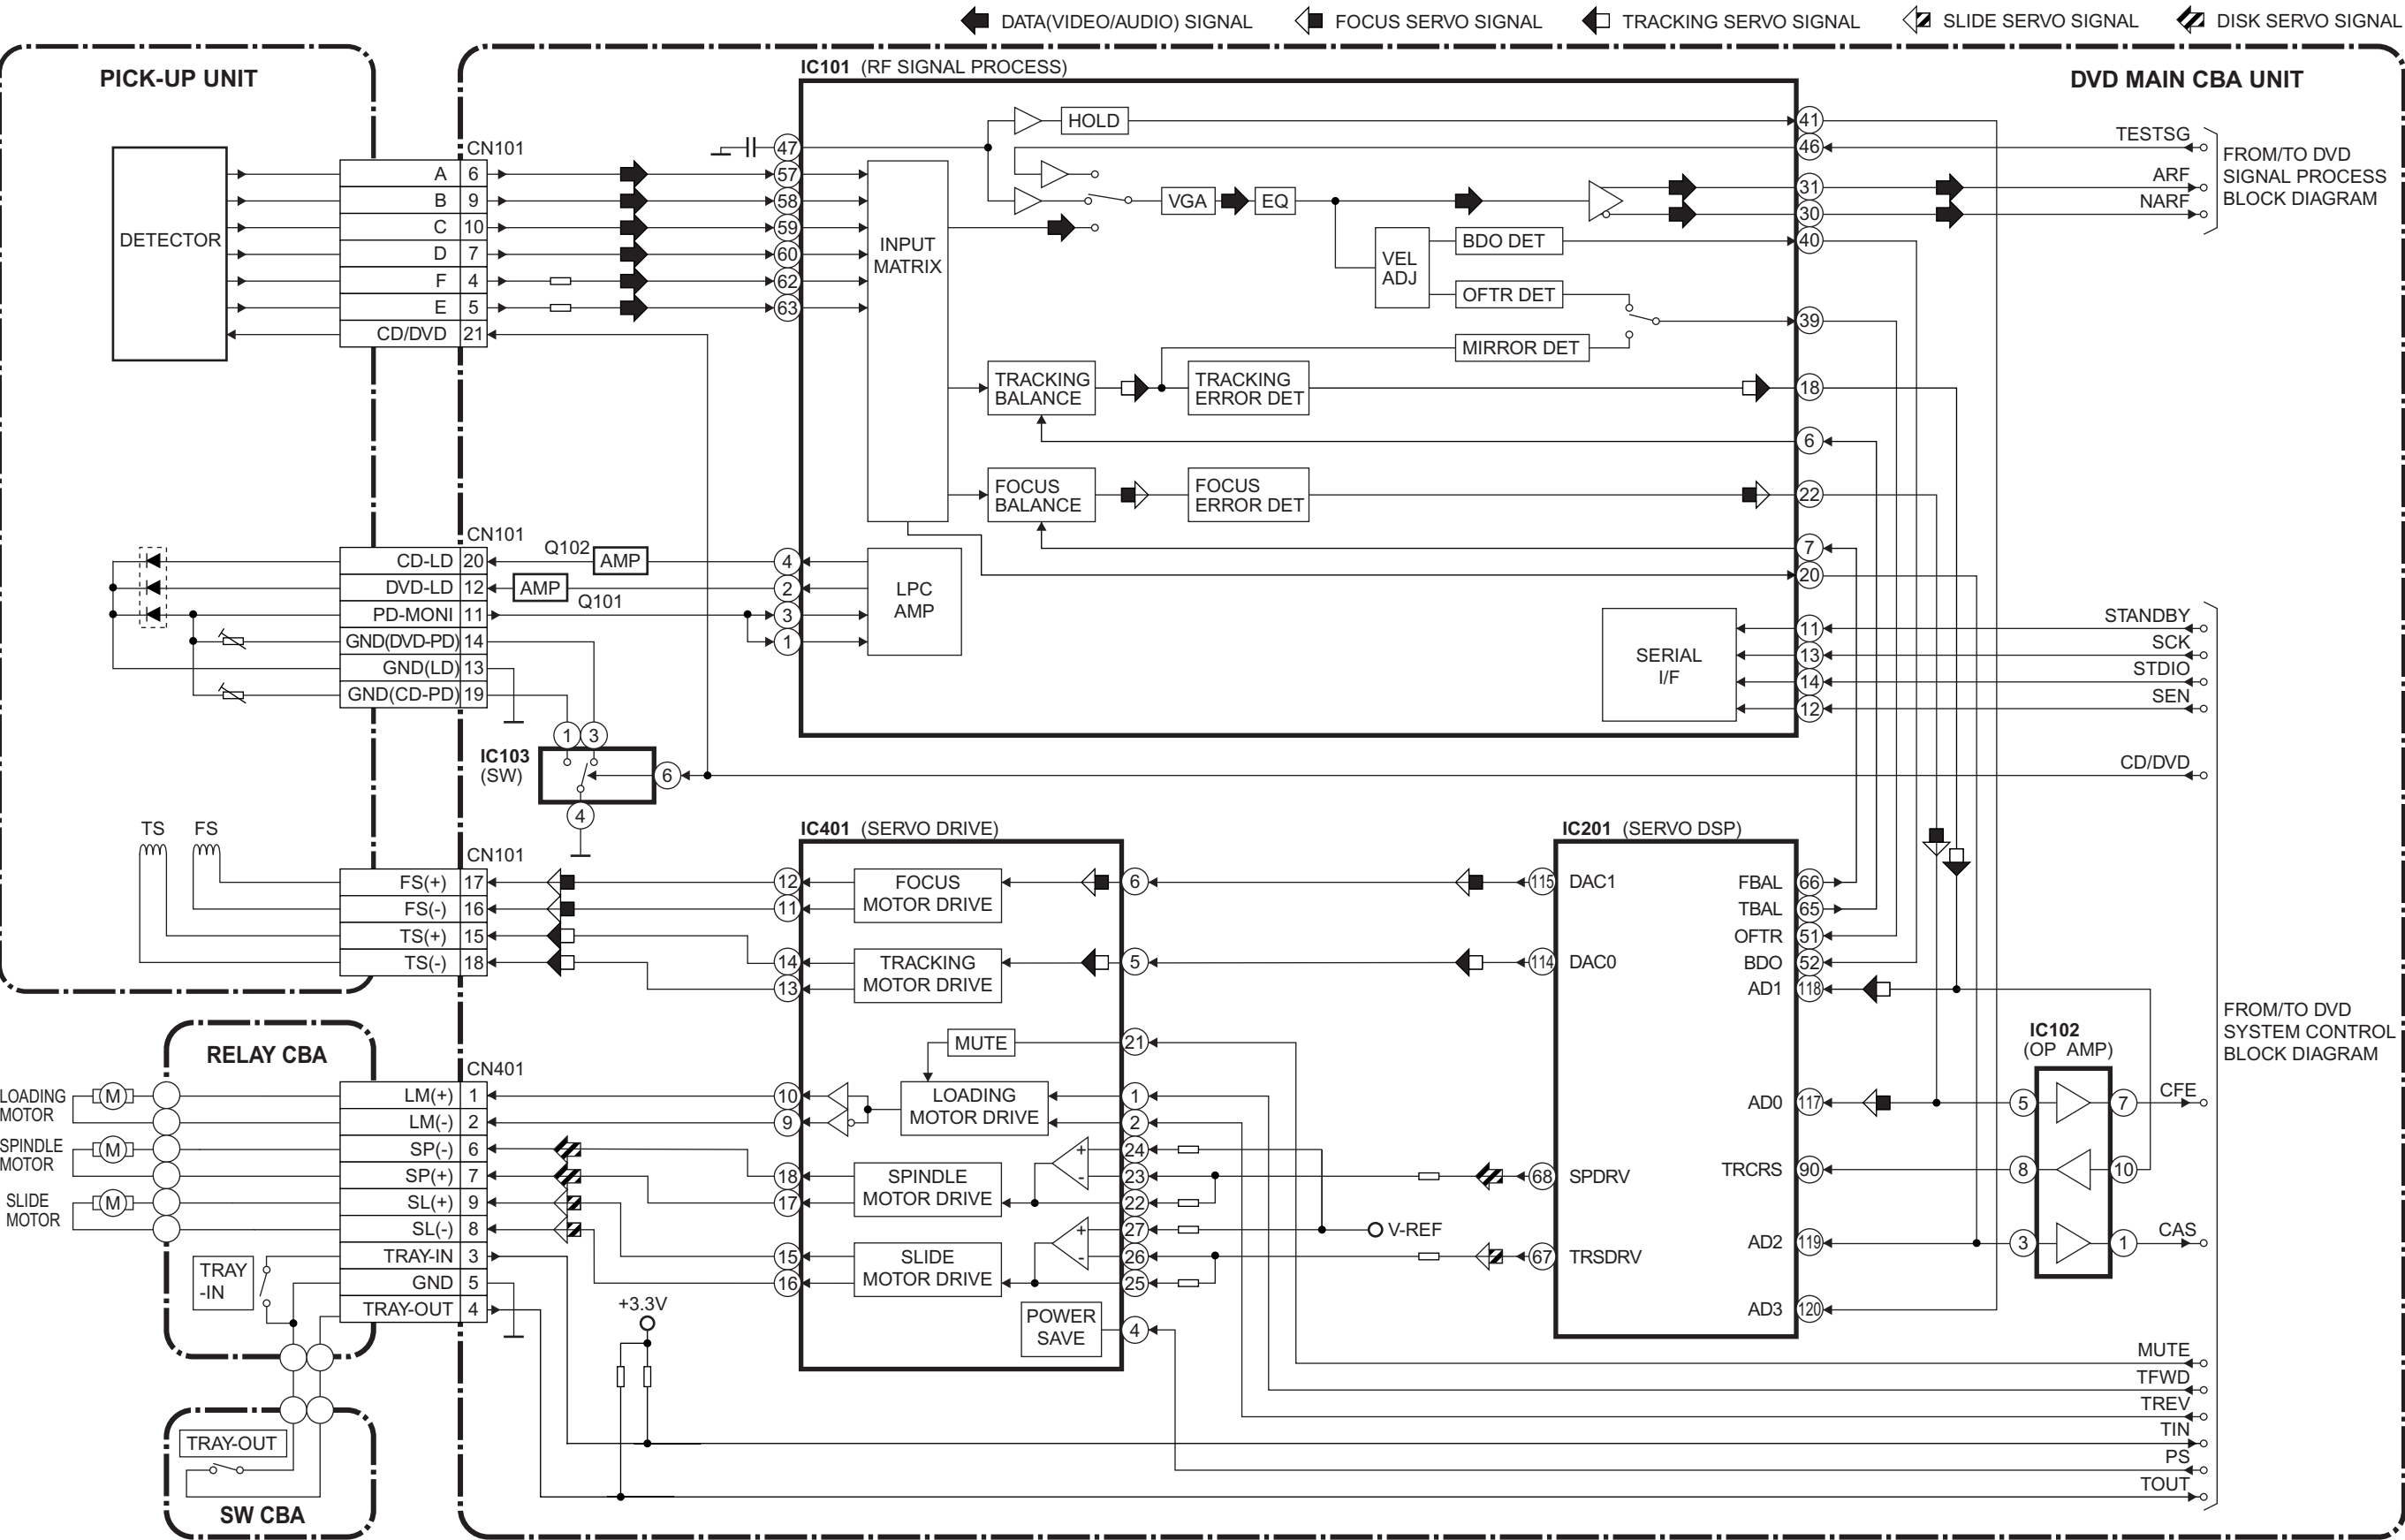 DATA(VIDEO/AUDIO) SIGNAL
FOCUS SERVO SIGNAL
TRACKING SERVO SIGNAL
SLIDE SERVO SIGNAL
DISK SERVO SIGNAL
PICK-UP UNIT
DVD MAIN CBA UNIT
DETECTOR
CN101
A 6
B 9
C 10
D 7
F 4
E 5
CD/DVD 21
IC101 (RF SIGNAL PROCESS)
47
57
58
59
60
62
63
INPUT
MATRIX
HOLD
VGA
EQ
VEL
ADJ
BDO DET
OFTR DET
MIRROR DET
TRACKING
BALANCE
TRACKING
ERROR DET
FOCUS
BALANCE
FOCUS
ERROR DET
41
46
31
30
40
39
18
6
22
7
20
TESTSG
ARF
NARF
FROM/TO DVD
SIGNAL PROCESS
BLOCK DIAGRAM
CN101
CD-LD 20
DVD-LD 12
PD-MONI 11
GND(DVD-PD) 14
GND(LD) 13
GND(CD-PD) 19
Q102
AMP
AMP
Q101
4
2
3
1
LPC
AMP
SERIAL
I/F
11
13
14
12
STANDBY
SCK
STDIO
SEN
CD/DVD
IC103
(SW)
1
3
6
4
TS
FS
CN101
FS(+) 17
FS(-) 16
TS(+) 15
TS(-) 18
IC401 (SERVO DRIVE)
12
11
FOCUS
MOTOR DRIVE
6
14
13
TRACKING
MOTOR DRIVE
5
MUTE
21
10
9
LOADING
MOTOR DRIVE
1
2
24
+
23
-
22
18
17
SPINDLE
MOTOR DRIVE
27
+
26
-
25
15
16
SLIDE
MOTOR DRIVE
POWER
SAVE
4
V-REF
IC201 (SERVO DSP)
115 DAC1
114 DAC0
68 SPDRV
67 TRSDRV
FBAL 66
TBAL 65
OFTR 51
BDO 52
AD1 118
AD0 117
TRCRS 90
AD2 119
AD3 120
IC102
(OP AMP)
5
7
8
10
3
1
CFE
CAS
FROM/TO DVD
SYSTEM CONTROL
BLOCK DIAGRAM
RELAY CBA
LOADING
MOTOR
M
SPINDLE
MOTOR
M
SLIDE
MOTOR
M
CN401
LM(+) 1
LM(-) 2
SP(-) 6
SP(+) 7
SL(+) 9
SL(-) 8
TRAY-IN 3
GND 5
TRAY-OUT 4
TRAY
-IN
+3.3V
TRAY-OUT
SW CBA
MUTE
TFWD
TREV
TIN
PS
TOUT